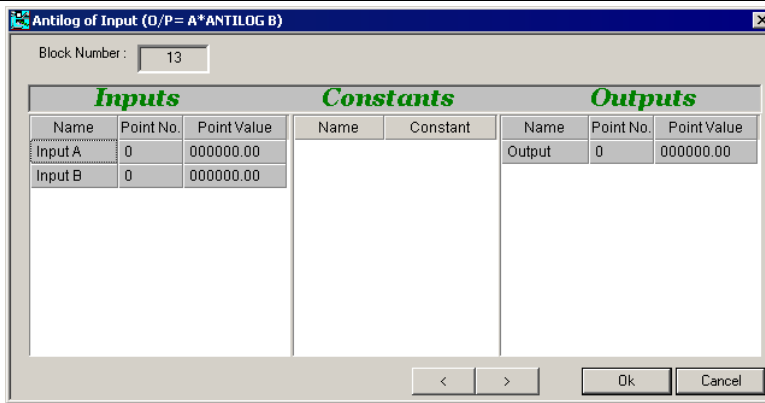 Antilog of Input (O/P= A*ANTILOG B)
Block Number : 13
Inputs Constants Outputs
Name Point No. Point Value Name Constant Name Point No. Point Value
Input A 0 000000.00 Output 0 000000.00
Input B 0 000000.00
< > Ok Cancel